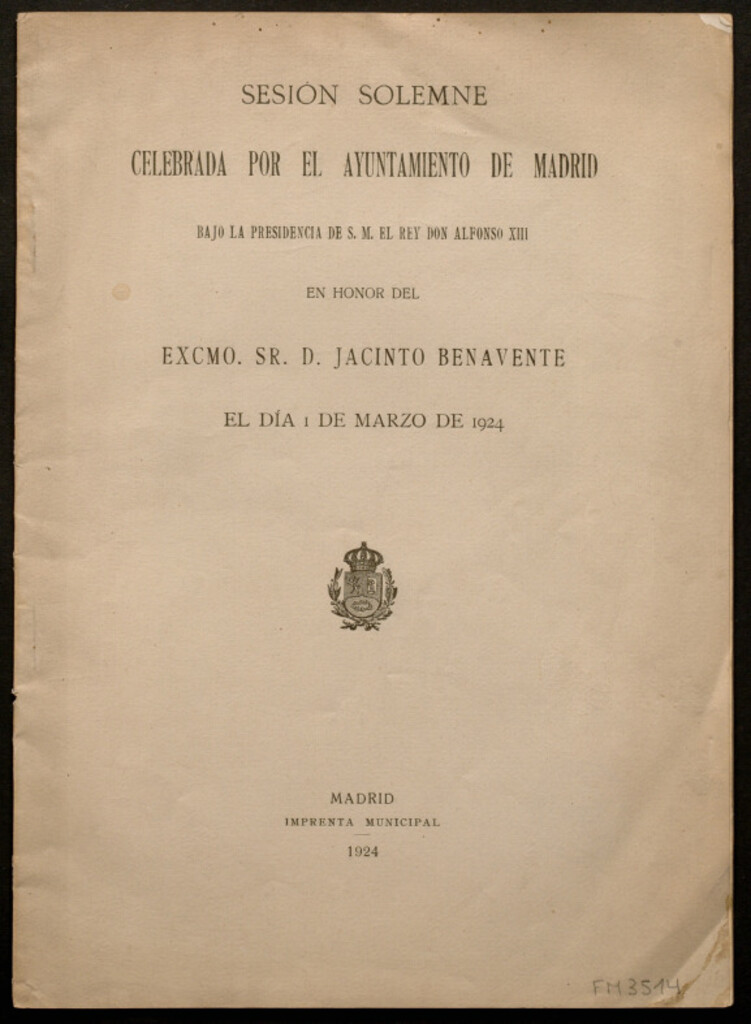 SESIÓN SOLEMNE
CELEBRADA POR EL AYUNTAMIENTO DE MADRID
BAJO LA PRESIDENCIA DE S. M. EL REY DON ALFONSO XIII
EN HONOR DEL
EXCMO. SR. D. JACINTO BENAVENTE
EL DÍA 1 DE MARZO DE 1924
MADRID
IMPRENTA MUNICIPAL
1924
FM3514